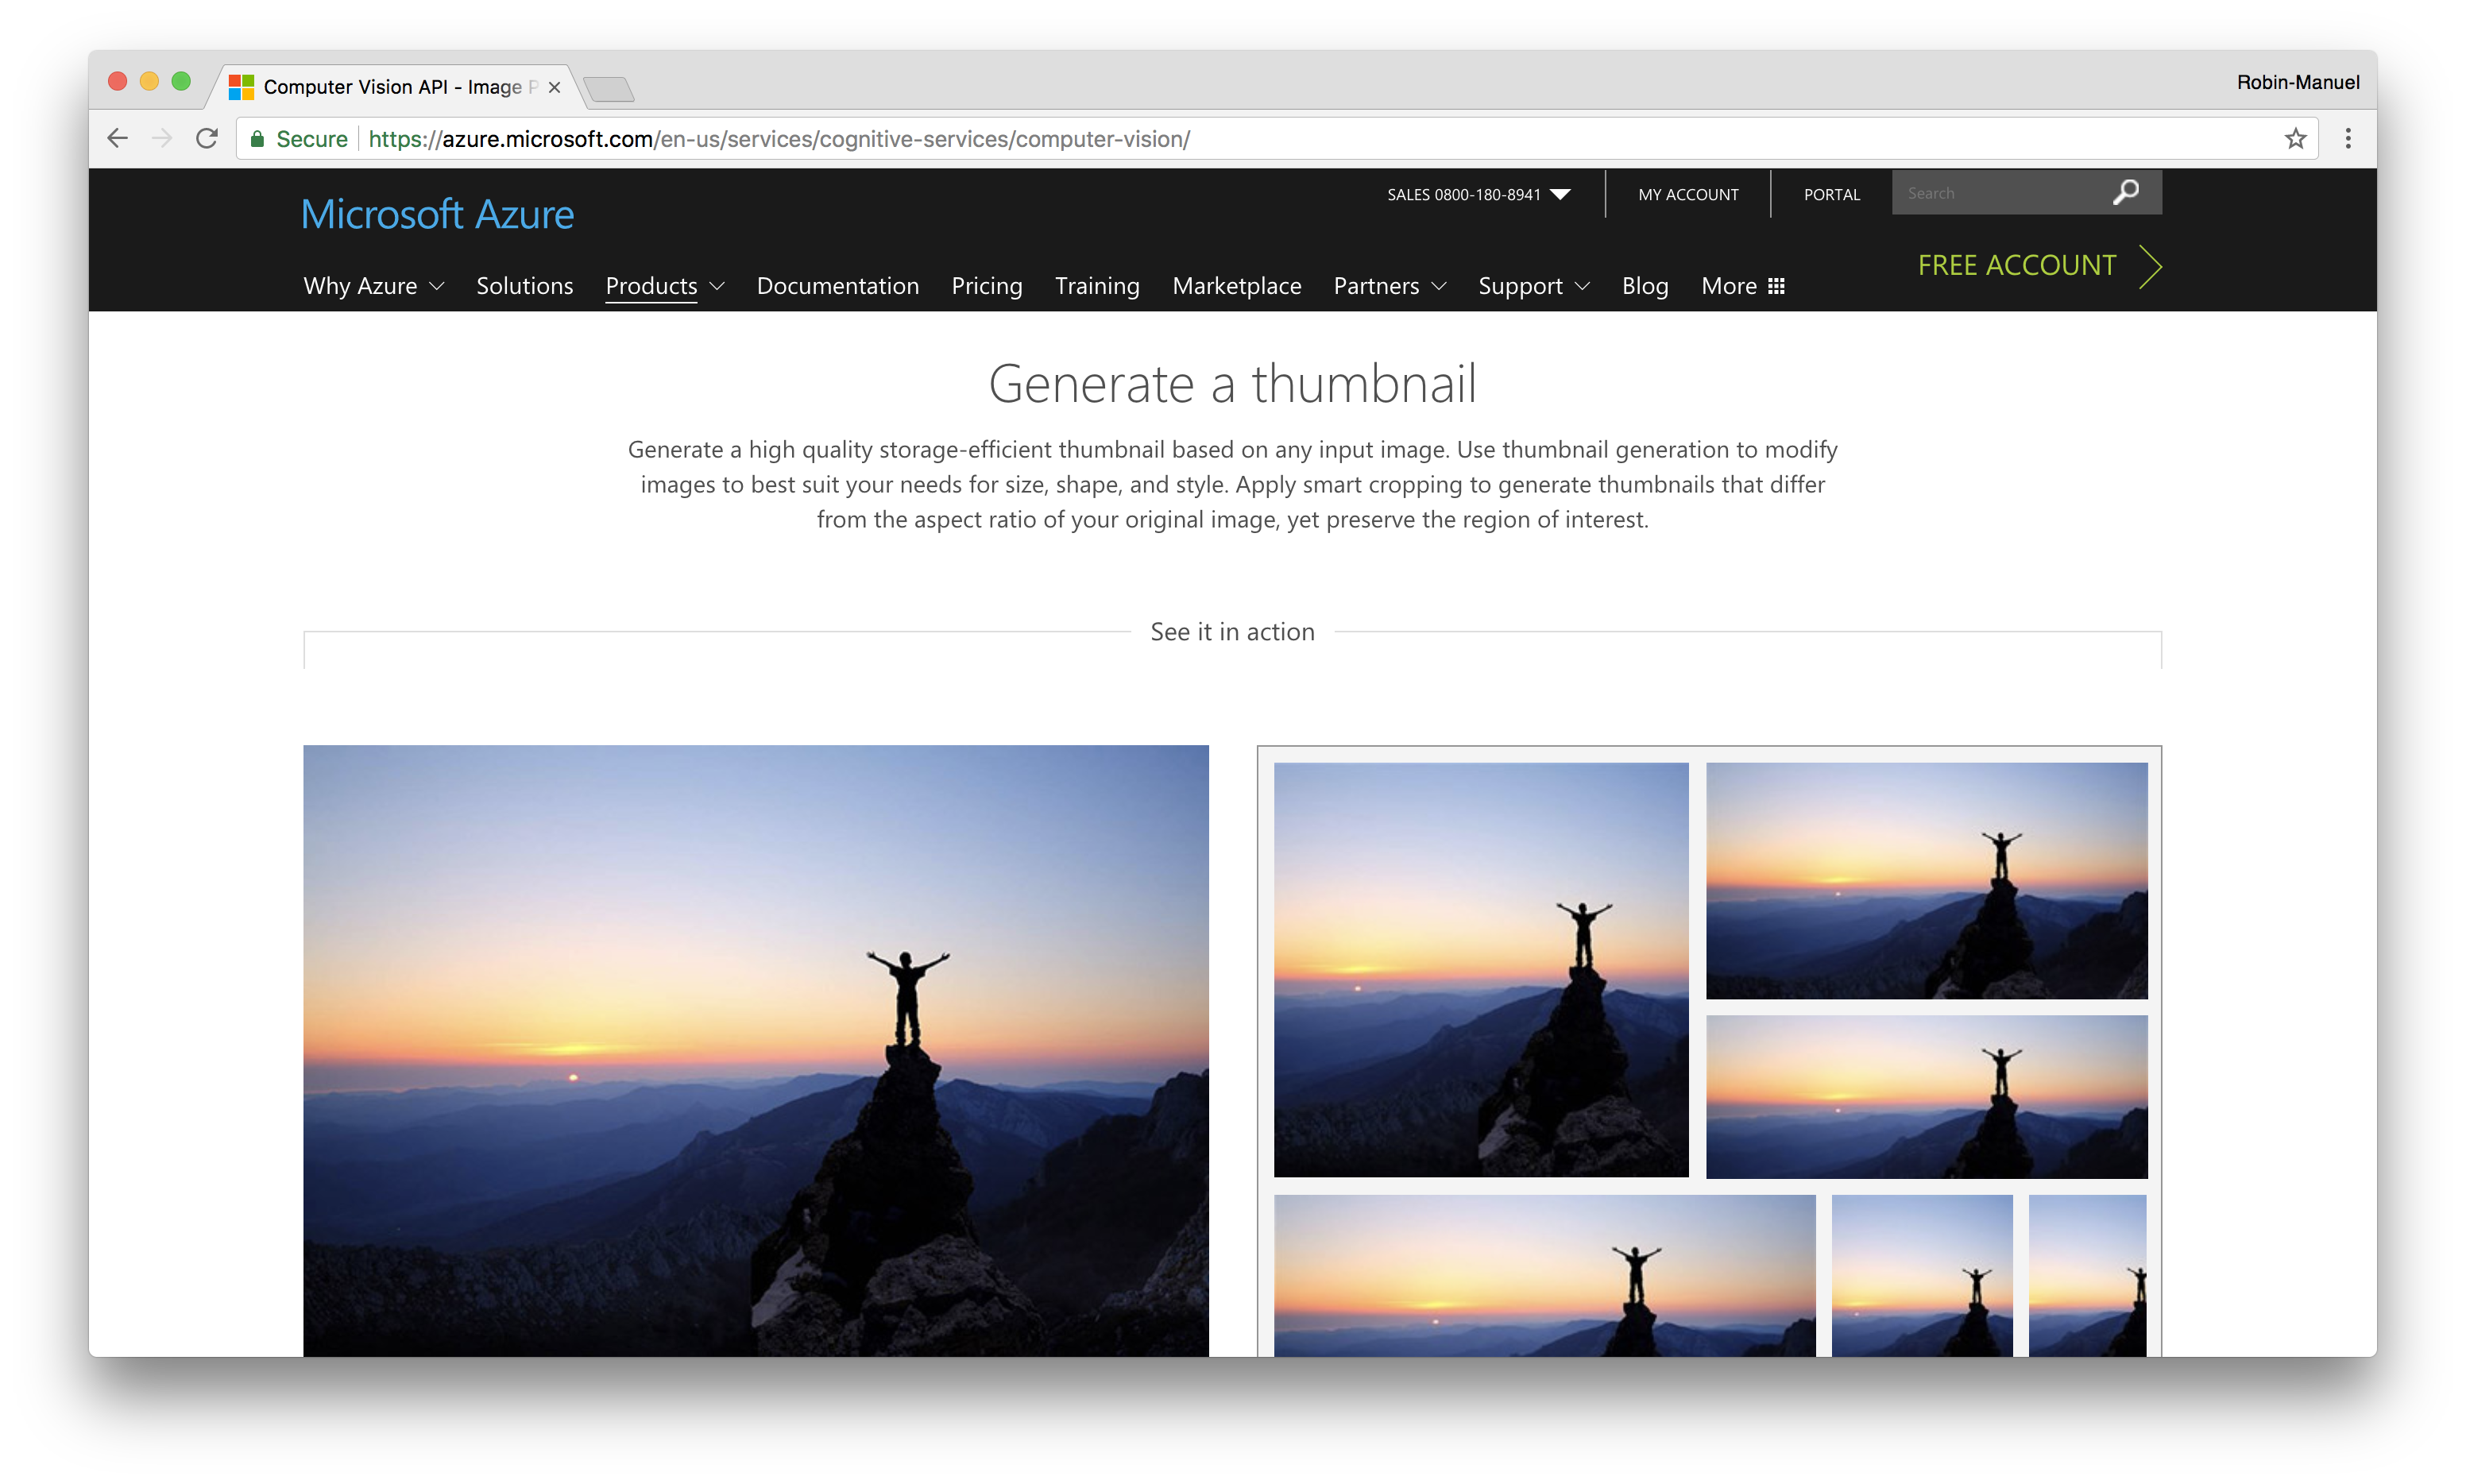 Computer Vision API - Image P
Robin-Manuel
Secure https://azure.microsoft.com/en-us/services/cognitive-services/computer-vision/
SALES 0800-180-8941 MY ACCOUNT PORTAL Search
Microsoft Azure
FREE ACCOUNT
Why Azure Solutions Products Documentation Pricing Training Marketplace Partners Support Blog More
Generate a thumbnail
Generate a high quality storage-efficient thumbnail based on any input image. Use thumbnail generation to modify
images to best suit your needs for size, shape, and style. Apply smart cropping to generate thumbnails that differ
from the aspect ratio of your original image, yet preserve the region of interest.
See it in action